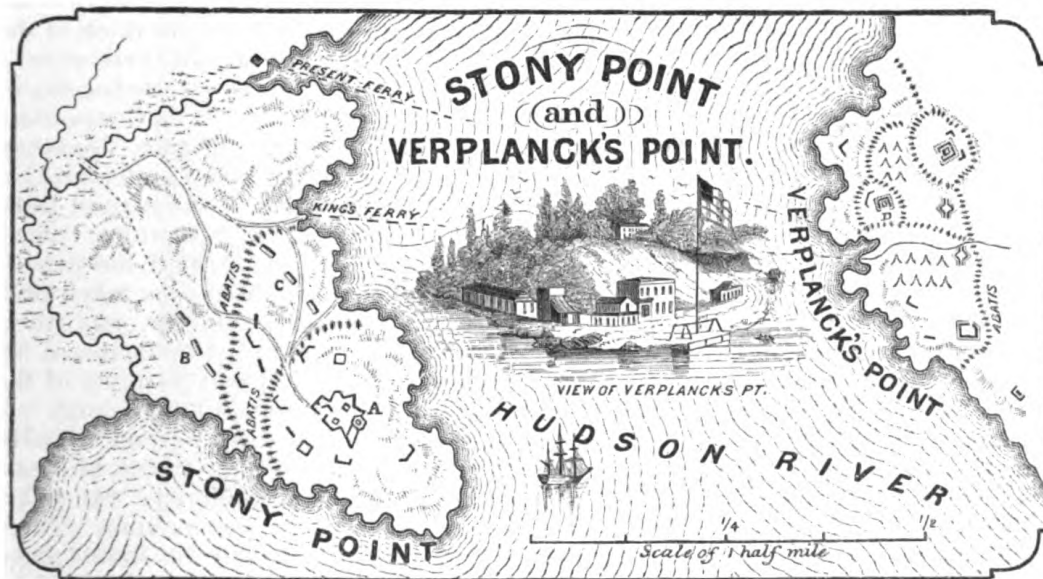 STONY POINT
and
VERPLANCK'S POINT.
PRESENT FERRY
KING'S FERRY
ABATIS
C
B
ABATIS
A
VIEW OF VERPLANCKS PT.
VERPLANCK'S POINT
D
ABATIS
HUDSON RIVER
STONY POINT
1/4
1/2
Scale of 1 half mile